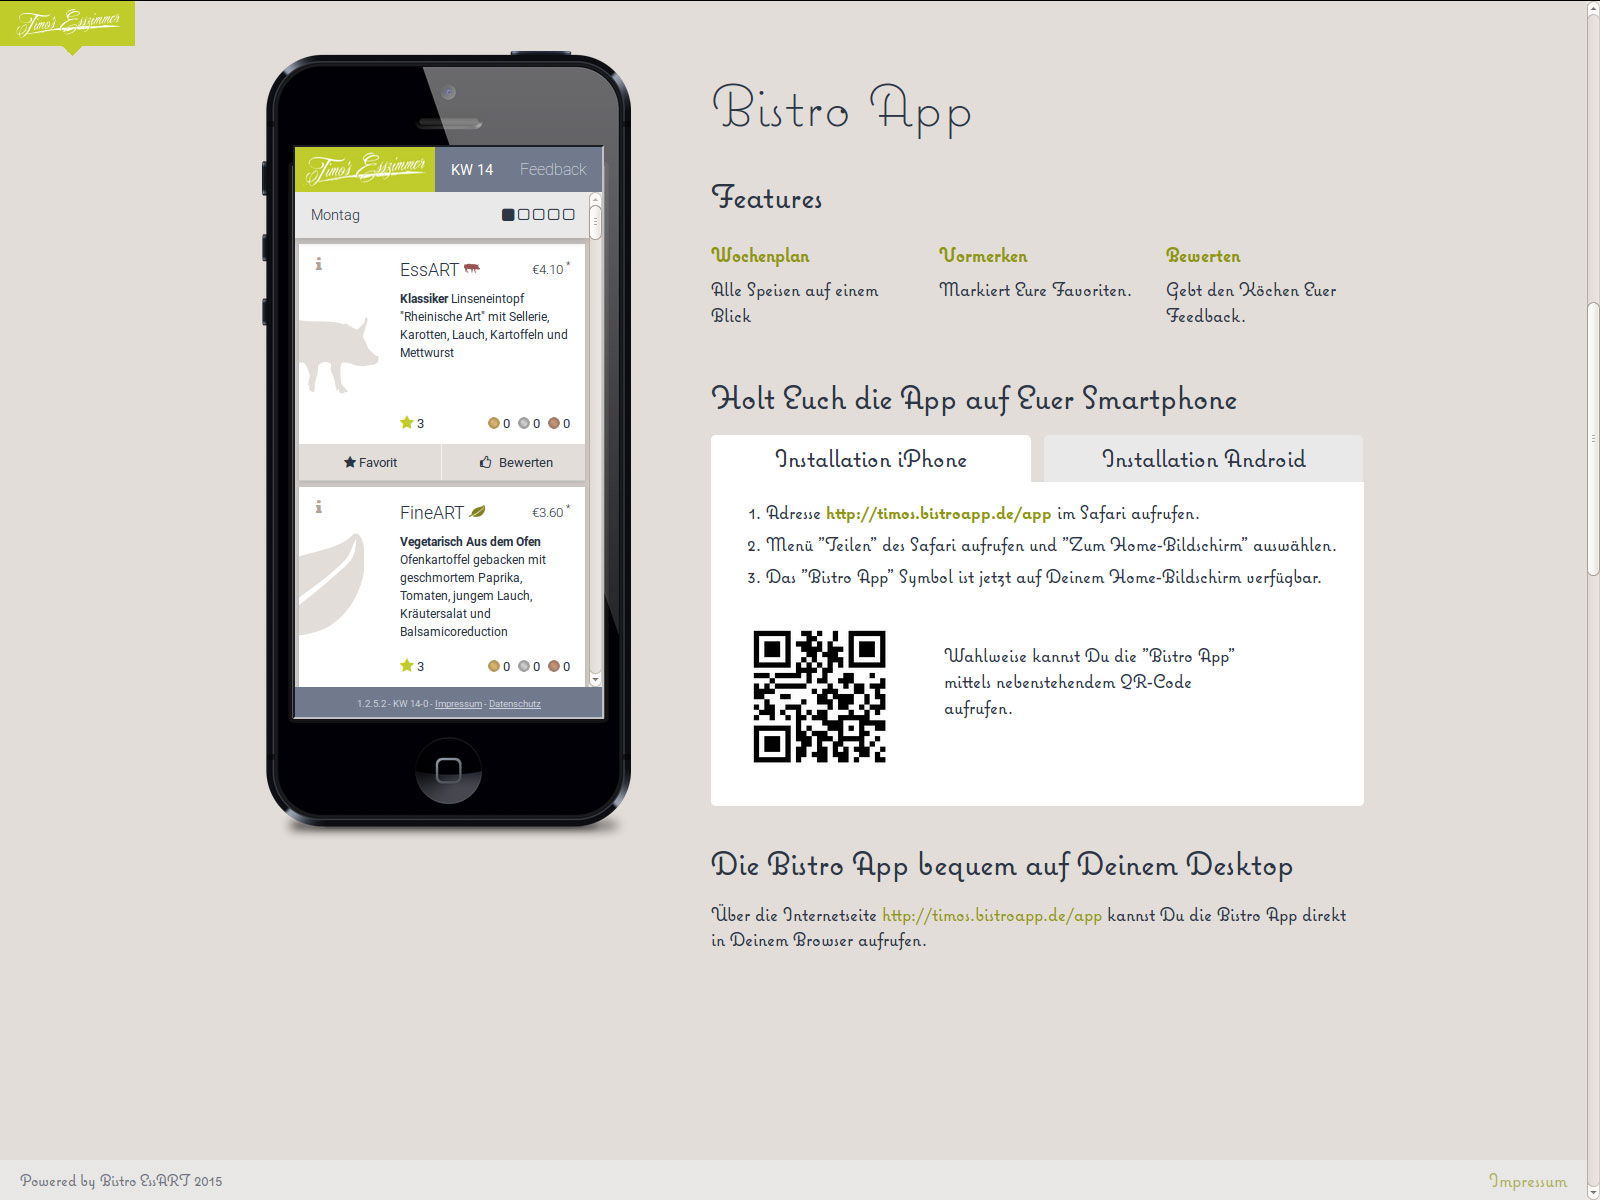 Timo's Esszimmer
Timo's Esszimmer
KW 14 Feedback
Montag
EssART €4.10 *
Klassiker Linseneintopf
"Rheinische Art" mit Sellerie,
Karotten, Lauch, Kartoffeln und
Mettwurst
3 0 0 0
Favorit Bewerten
FineART €3.60 *
Vegetarisch Aus dem Ofen
Ofenkartoffel gebacken mit
geschmortem Paprika,
Tomaten, jungem Lauch,
Kräutersalat und
Balsamicoreduction
3 0 0 0
1.2.5.2 - KW 14-0 - Impressum - Datenschutz
Bistro App
Features
Wochenplan
Alle Speisen auf einem
Blick
Vormerken
Markiert Eure Favoriten.
Bewerten
Gebt den Köchen Euer
Feedback.
Holt Euch die App auf Euer Smartphone
Installation iPhone Installation Android
1. Adresse http://timos.bistroapp.de/app im Safari aufrufen.
2. Menü "Teilen" des Safari aufrufen und "Zum Home-Bildschirm" auswählen.
3. Das "Bistro App" Symbol ist jetzt auf Deinem Home-Bildschirm verfügbar.
Wahlweise kannst Du die "Bistro App"
mittels nebenstehendem QR-Code
aufrufen.
Die Bistro App bequem auf Deinem Desktop
Über die Internetseite http://timos.bistroapp.de/app kannst Du die Bistro App direkt
in Deinem Browser aufrufen.
Powered by Bistro EssART 2015
Impressum